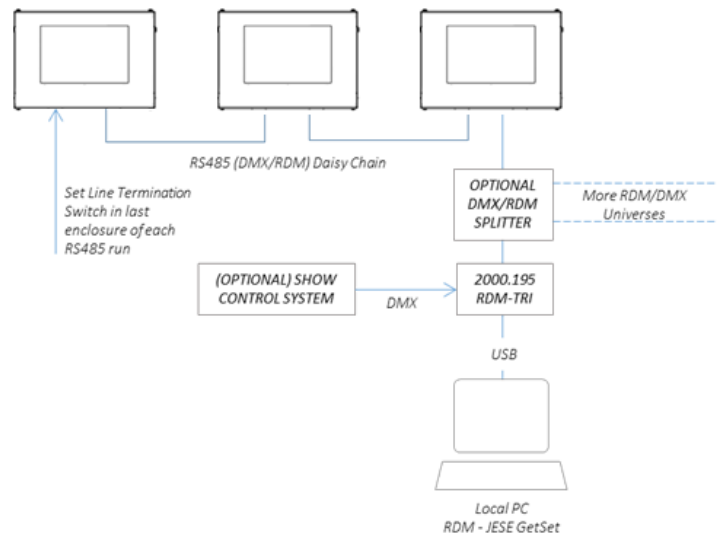 RS485 (DMX/RDM) Daisy Chain
Set Line Termination
Switch in last
enclosure of each
RS485 run
OPTIONAL
DMX/RDM
SPLITTER
More RDM/DMX
Universes
(OPTIONAL) SHOW
CONTROL SYSTEM
DMX
2000.195
RDM-TRI
USB
Local PC
RDM - JESE GetSet